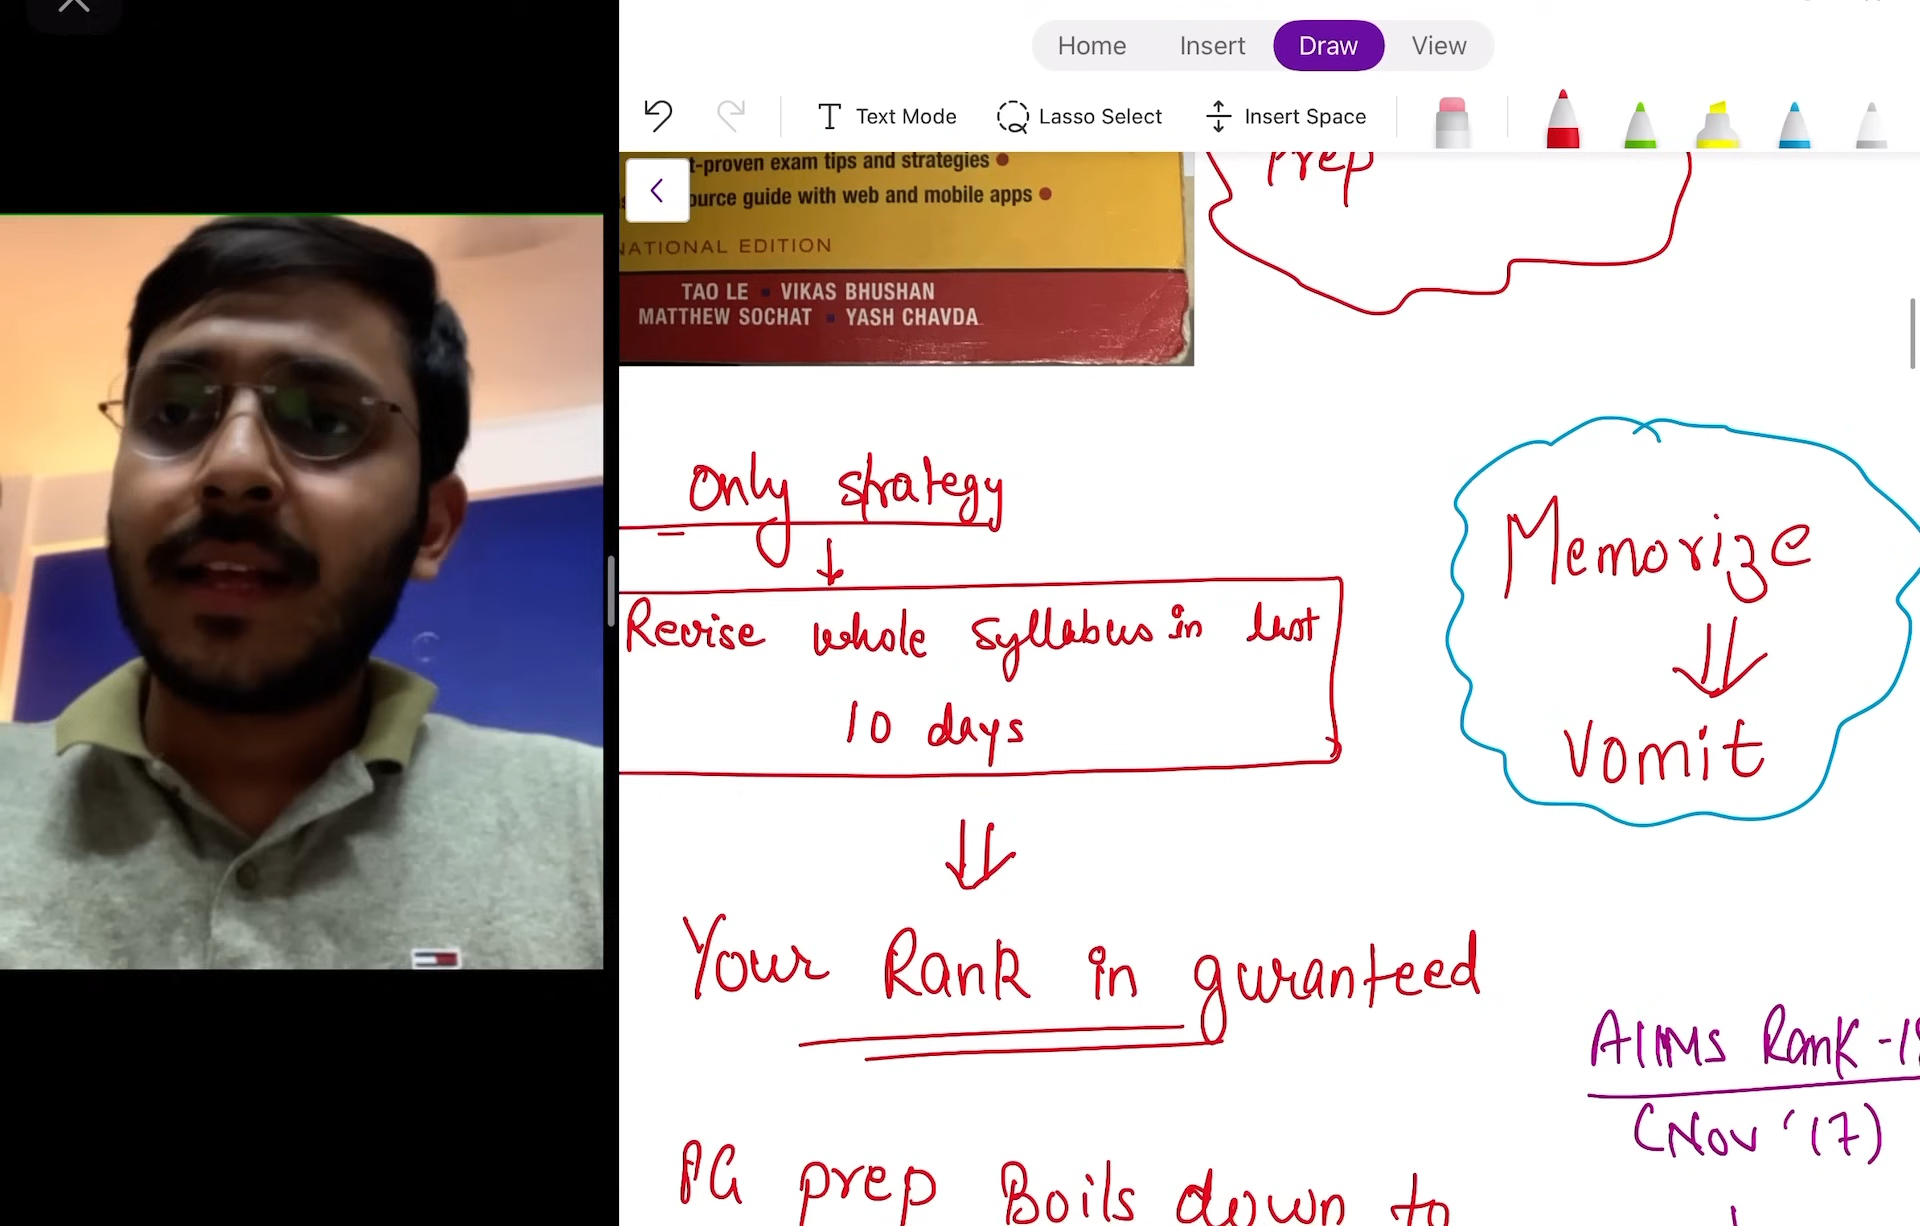 Home Insert Draw View
Text Mode Lasso Select Insert Space
t-proven exam tips and strategies
ource guide with web and mobile apps
NATIONAL EDITION
TAO LE ▪ VIKAS BHUSHAN
MATTHEW SOCHAT ▪ YASH CHAVDA
Prep
Only strategy
Revise whole syllabus in last
10 days
Memorize
Vomit
Your Rank in guranteed
AIIMS Rank -
(Nov '17)
PG prep Boils down to